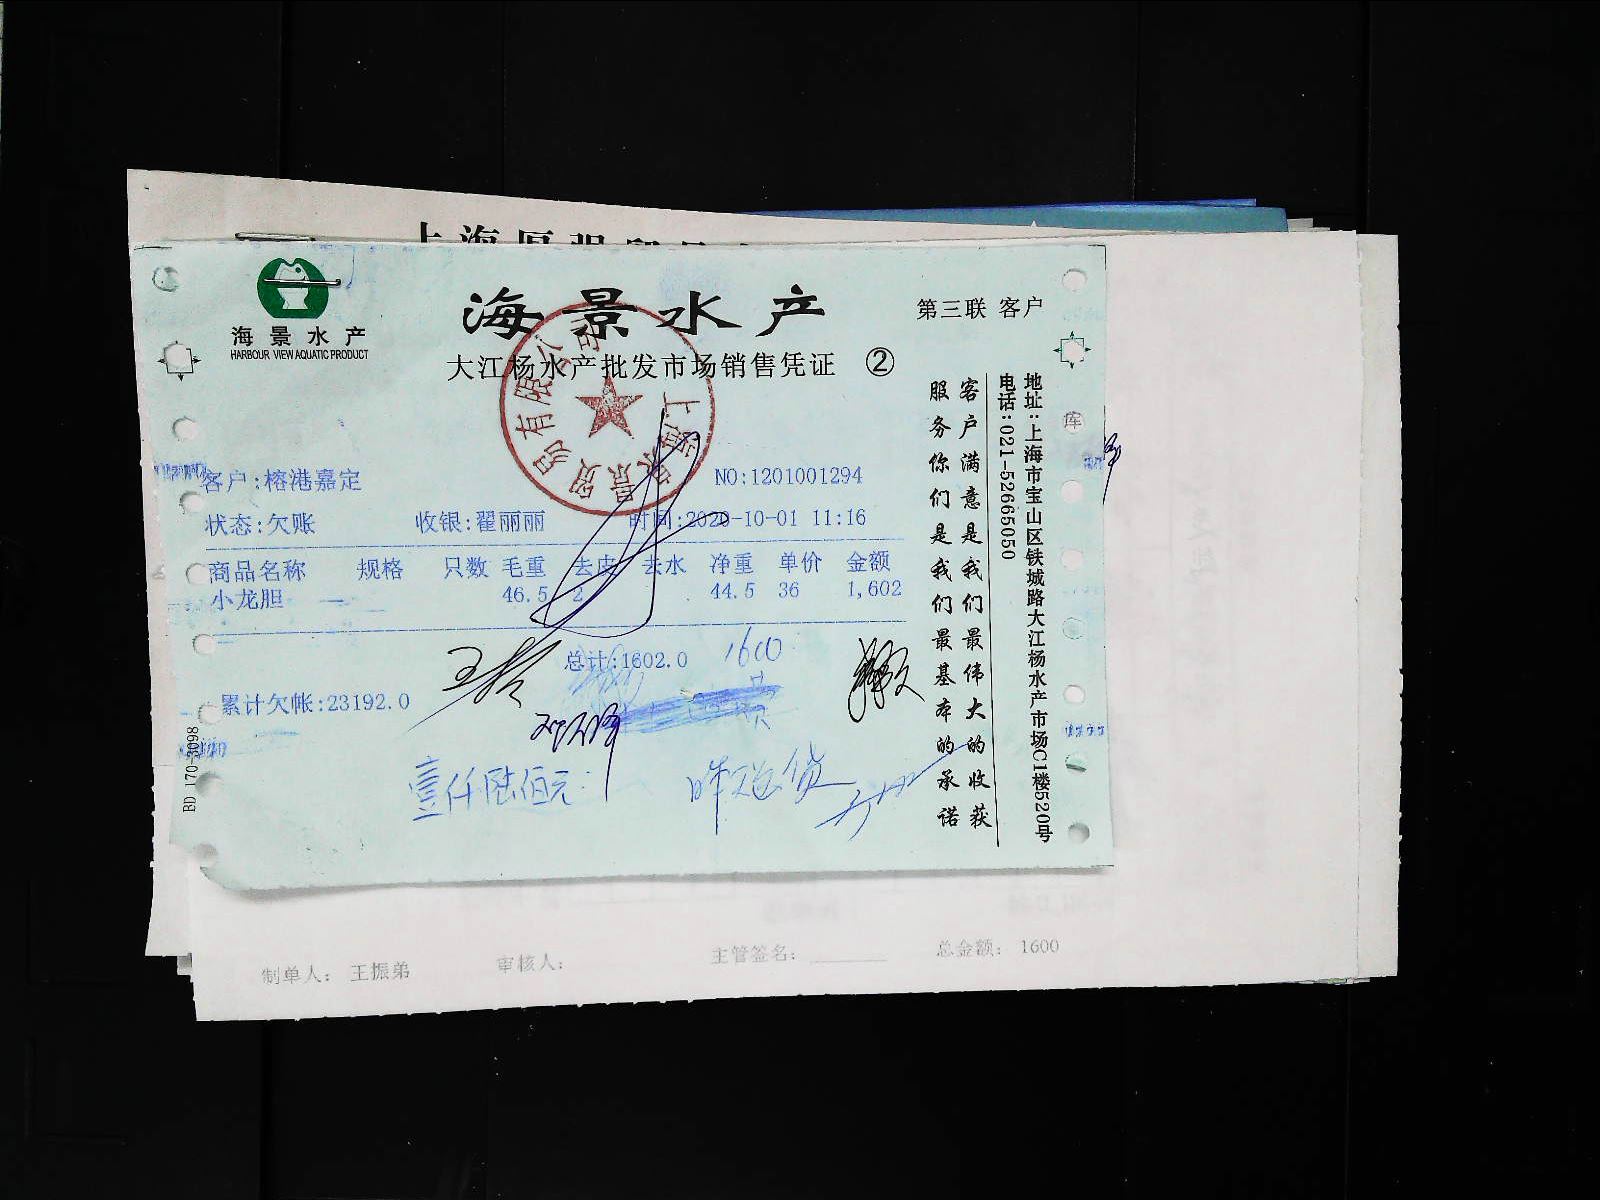 海景水产
HARBOUR VIEW AQUATIC PRODUCT
海景水产
第三联 客户
大江杨水产批发市场销售凭证 ②
客户:榕港嘉定
NO:1201001294
状态:欠账 收银:翟丽丽 时间:2020-10-01 11:16
商品名称 规格 只数 毛重 去皮 去水 净重 单价 金额
小龙胆 — 46.5 2 44.5 36 1,602
总计:1602.0 1600
累计欠帐:23192.0
壹仟陆佰元
昨送货
BD 170-3098
客户满意是我们最伟大的收获
服务你们是我们最基本的承诺
地址:上海市宝山区铁城路大江杨水产市场C1楼520号
电话:021-52665050
库
制单人: 王振弟 审核人: 主管签名: 总金额: 1600